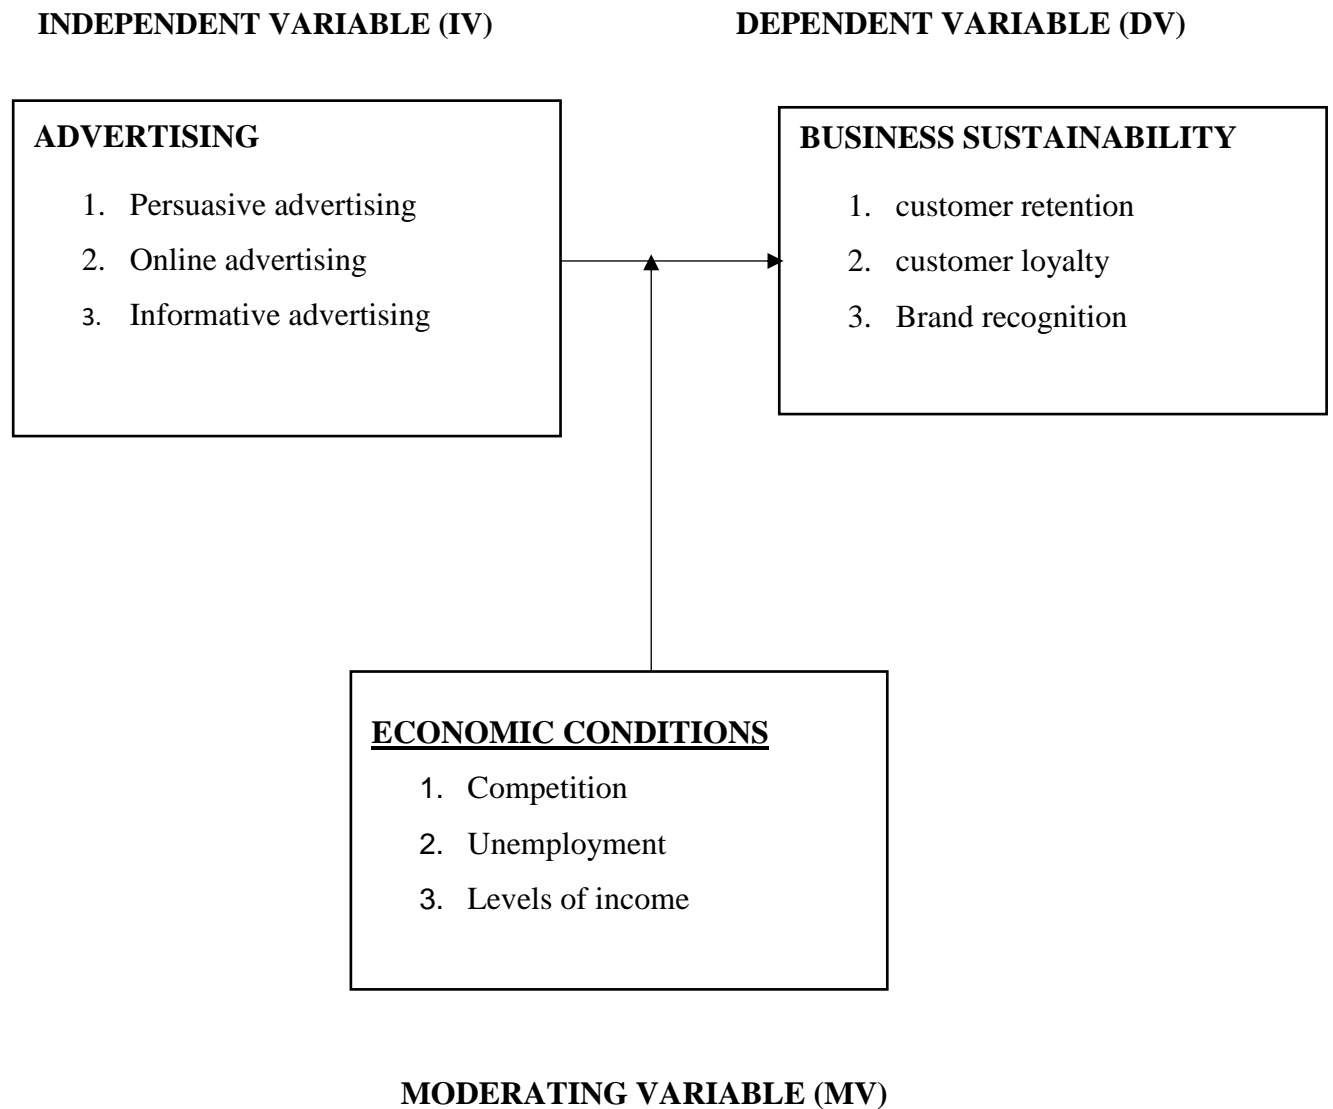 INDEPENDENT VARIABLE (IV)
DEPENDENT VARIABLE (DV)
ADVERTISING
1. Persuasive advertising
2. Online advertising
3. Informative advertising
BUSINESS SUSTAINABILITY
1. customer retention
2. customer loyalty
3. Brand recognition
ECONOMIC CONDITIONS
1. Competition
2. Unemployment
3. Levels of income
MODERATING VARIABLE (MV)